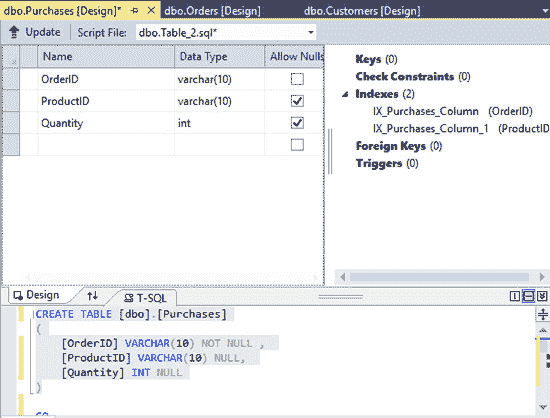 dbo.Purchases [Design]* dbo.Orders [Design] dbo.Customers [Design]
Update Script File: dbo.Table_2.sql*
Name Data Type Allow Nulls
OrderID varchar(10)
ProductID varchar(10)
Quantity int
Keys (0)
Check Constraints (0)
Indexes (2)
IX_Purchases_Column (OrderID)
IX_Purchases_Column_1 (ProductID
Foreign Keys (0)
Triggers (0)
Design T-SQL
CREATE TABLE [dbo].[Purchases]
(
[OrderID] VARCHAR(10) NOT NULL ,
[ProductID] VARCHAR(10) NULL,
[Quantity] INT NULL
)
GO